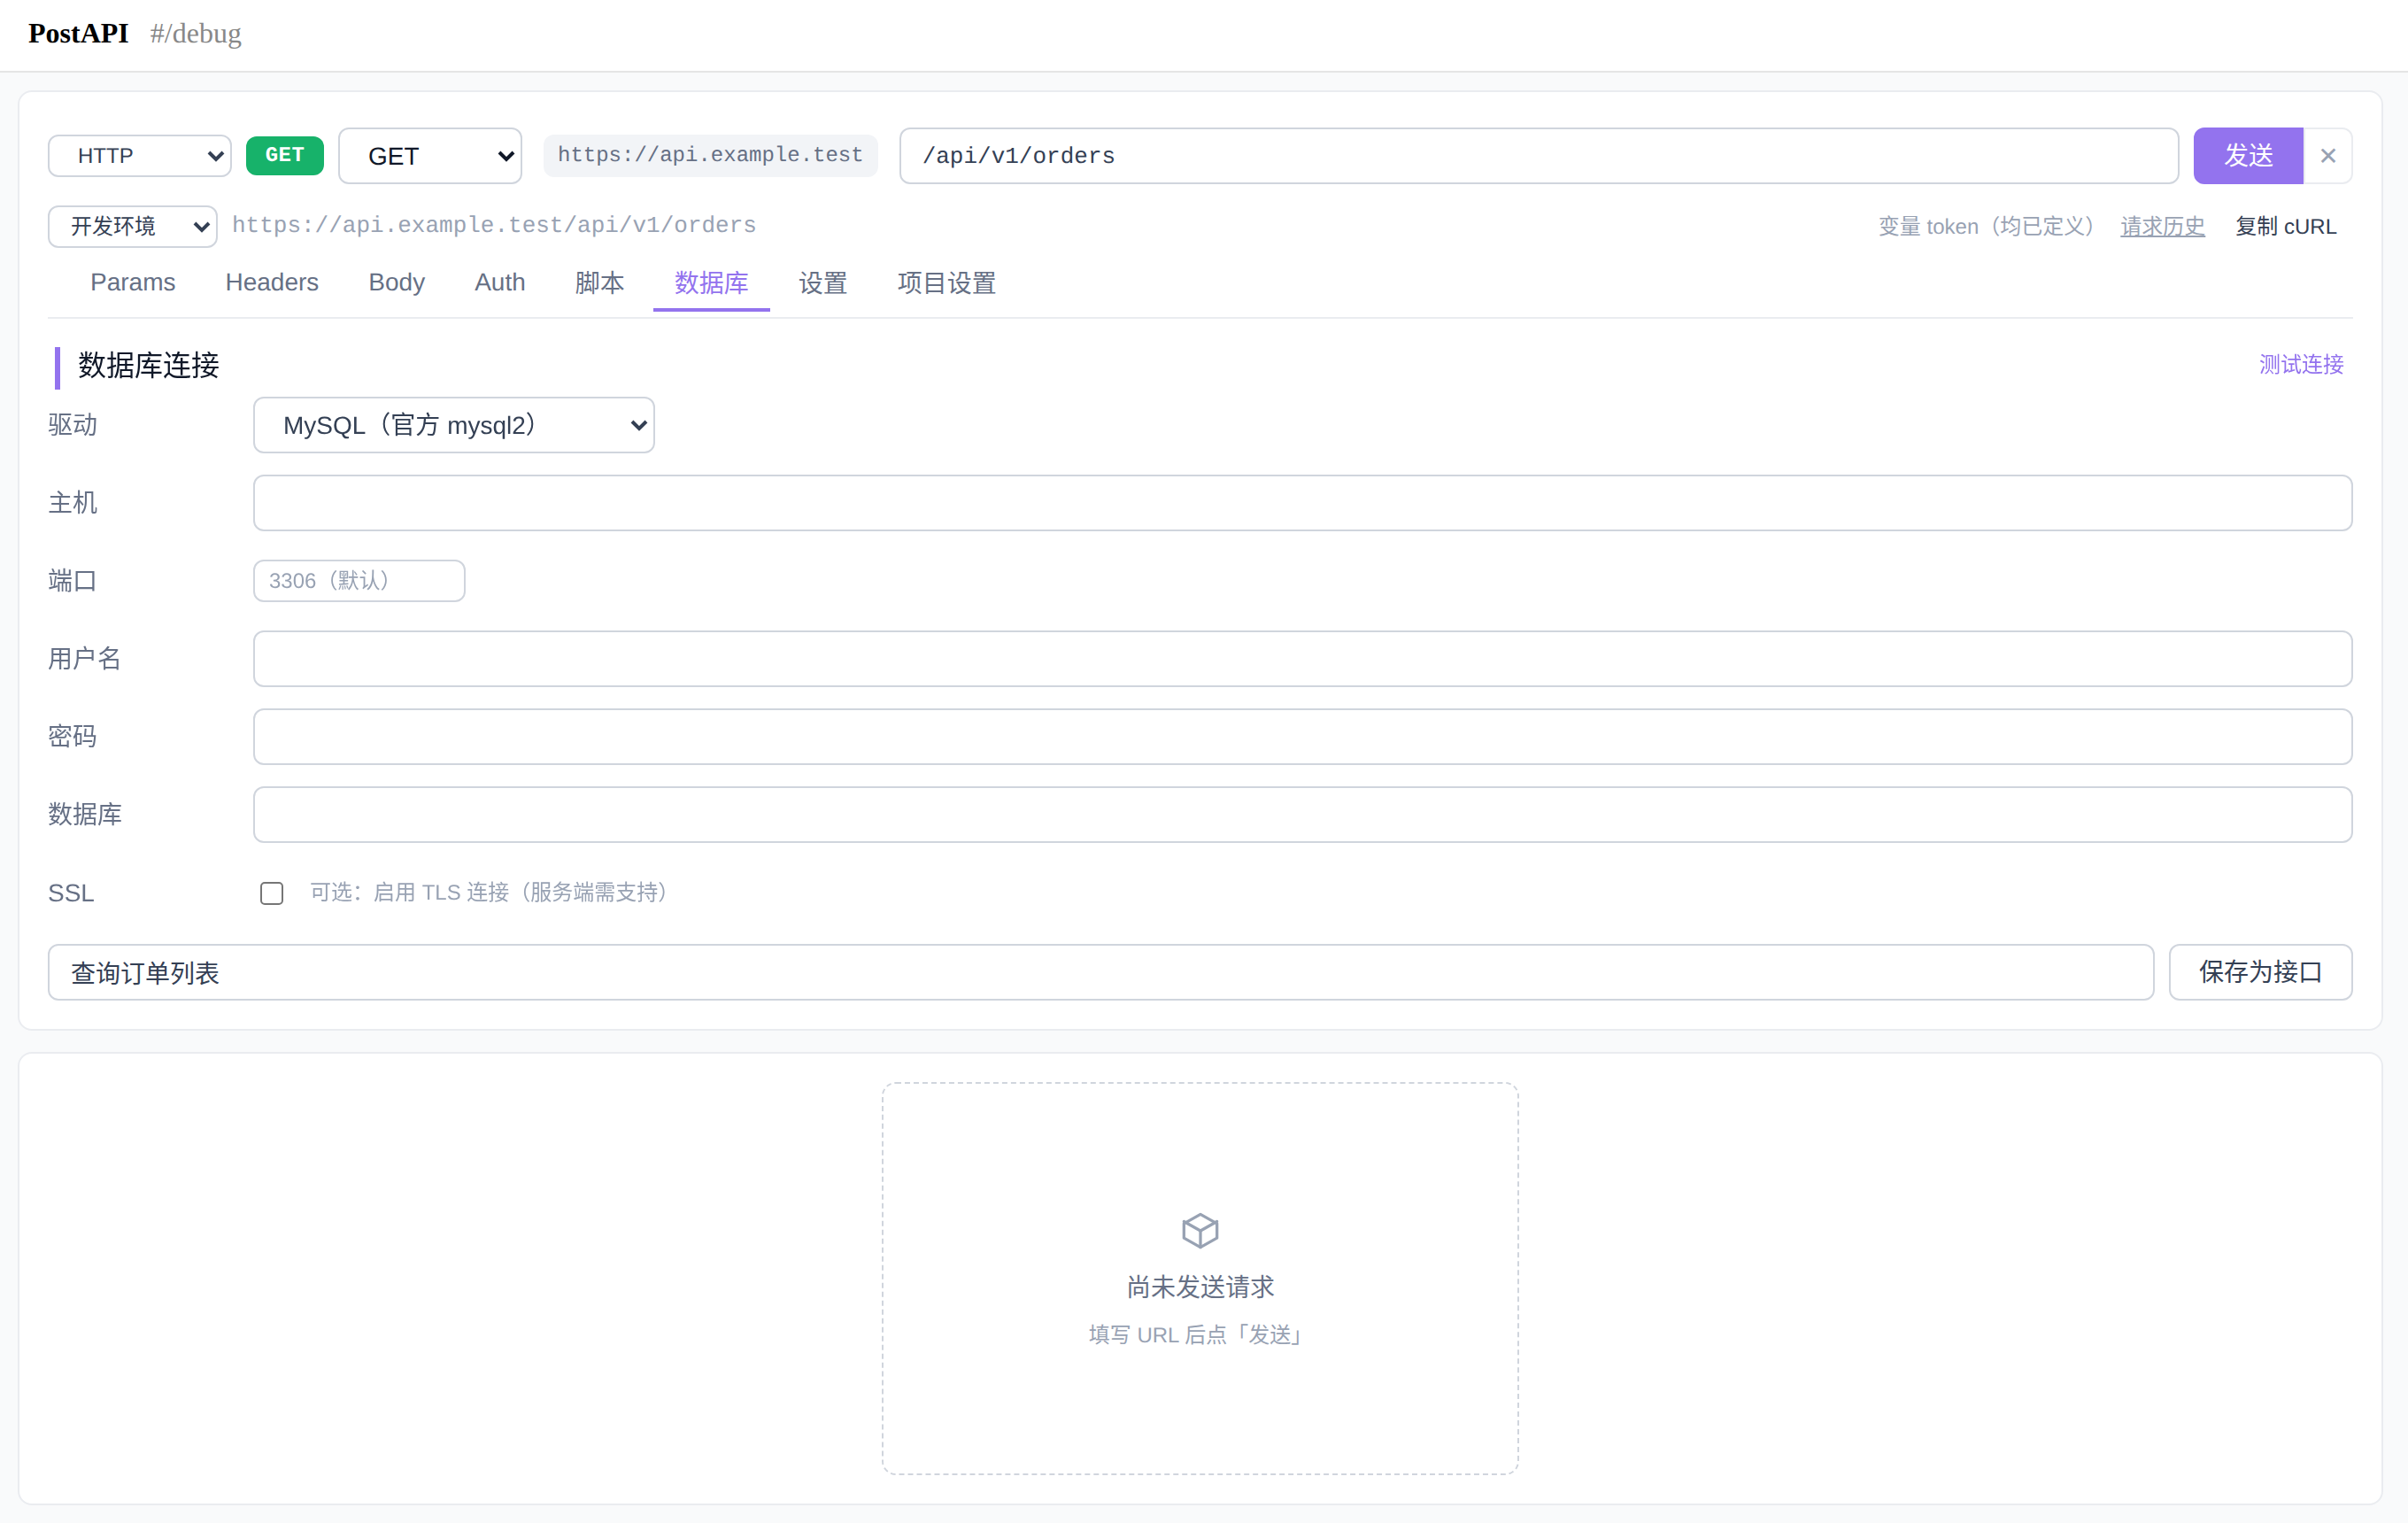 PostAPI #/debug
HTTP GET GET https://api.example.test /api/v1/orders 发送 ✕
开发环境 https://api.example.test/api/v1/orders 变量 token（均已定义） 请求历史 复制 cURL
Params Headers Body Auth 脚本 数据库 设置 项目设置
数据库连接 测试连接
驱动 MySQL（官方 mysql2）
主机
端口 3306（默认）
用户名
密码
数据库
SSL 可选：启用 TLS 连接（服务端需支持）
查询订单列表 保存为接口
尚未发送请求
填写 URL 后点「发送」